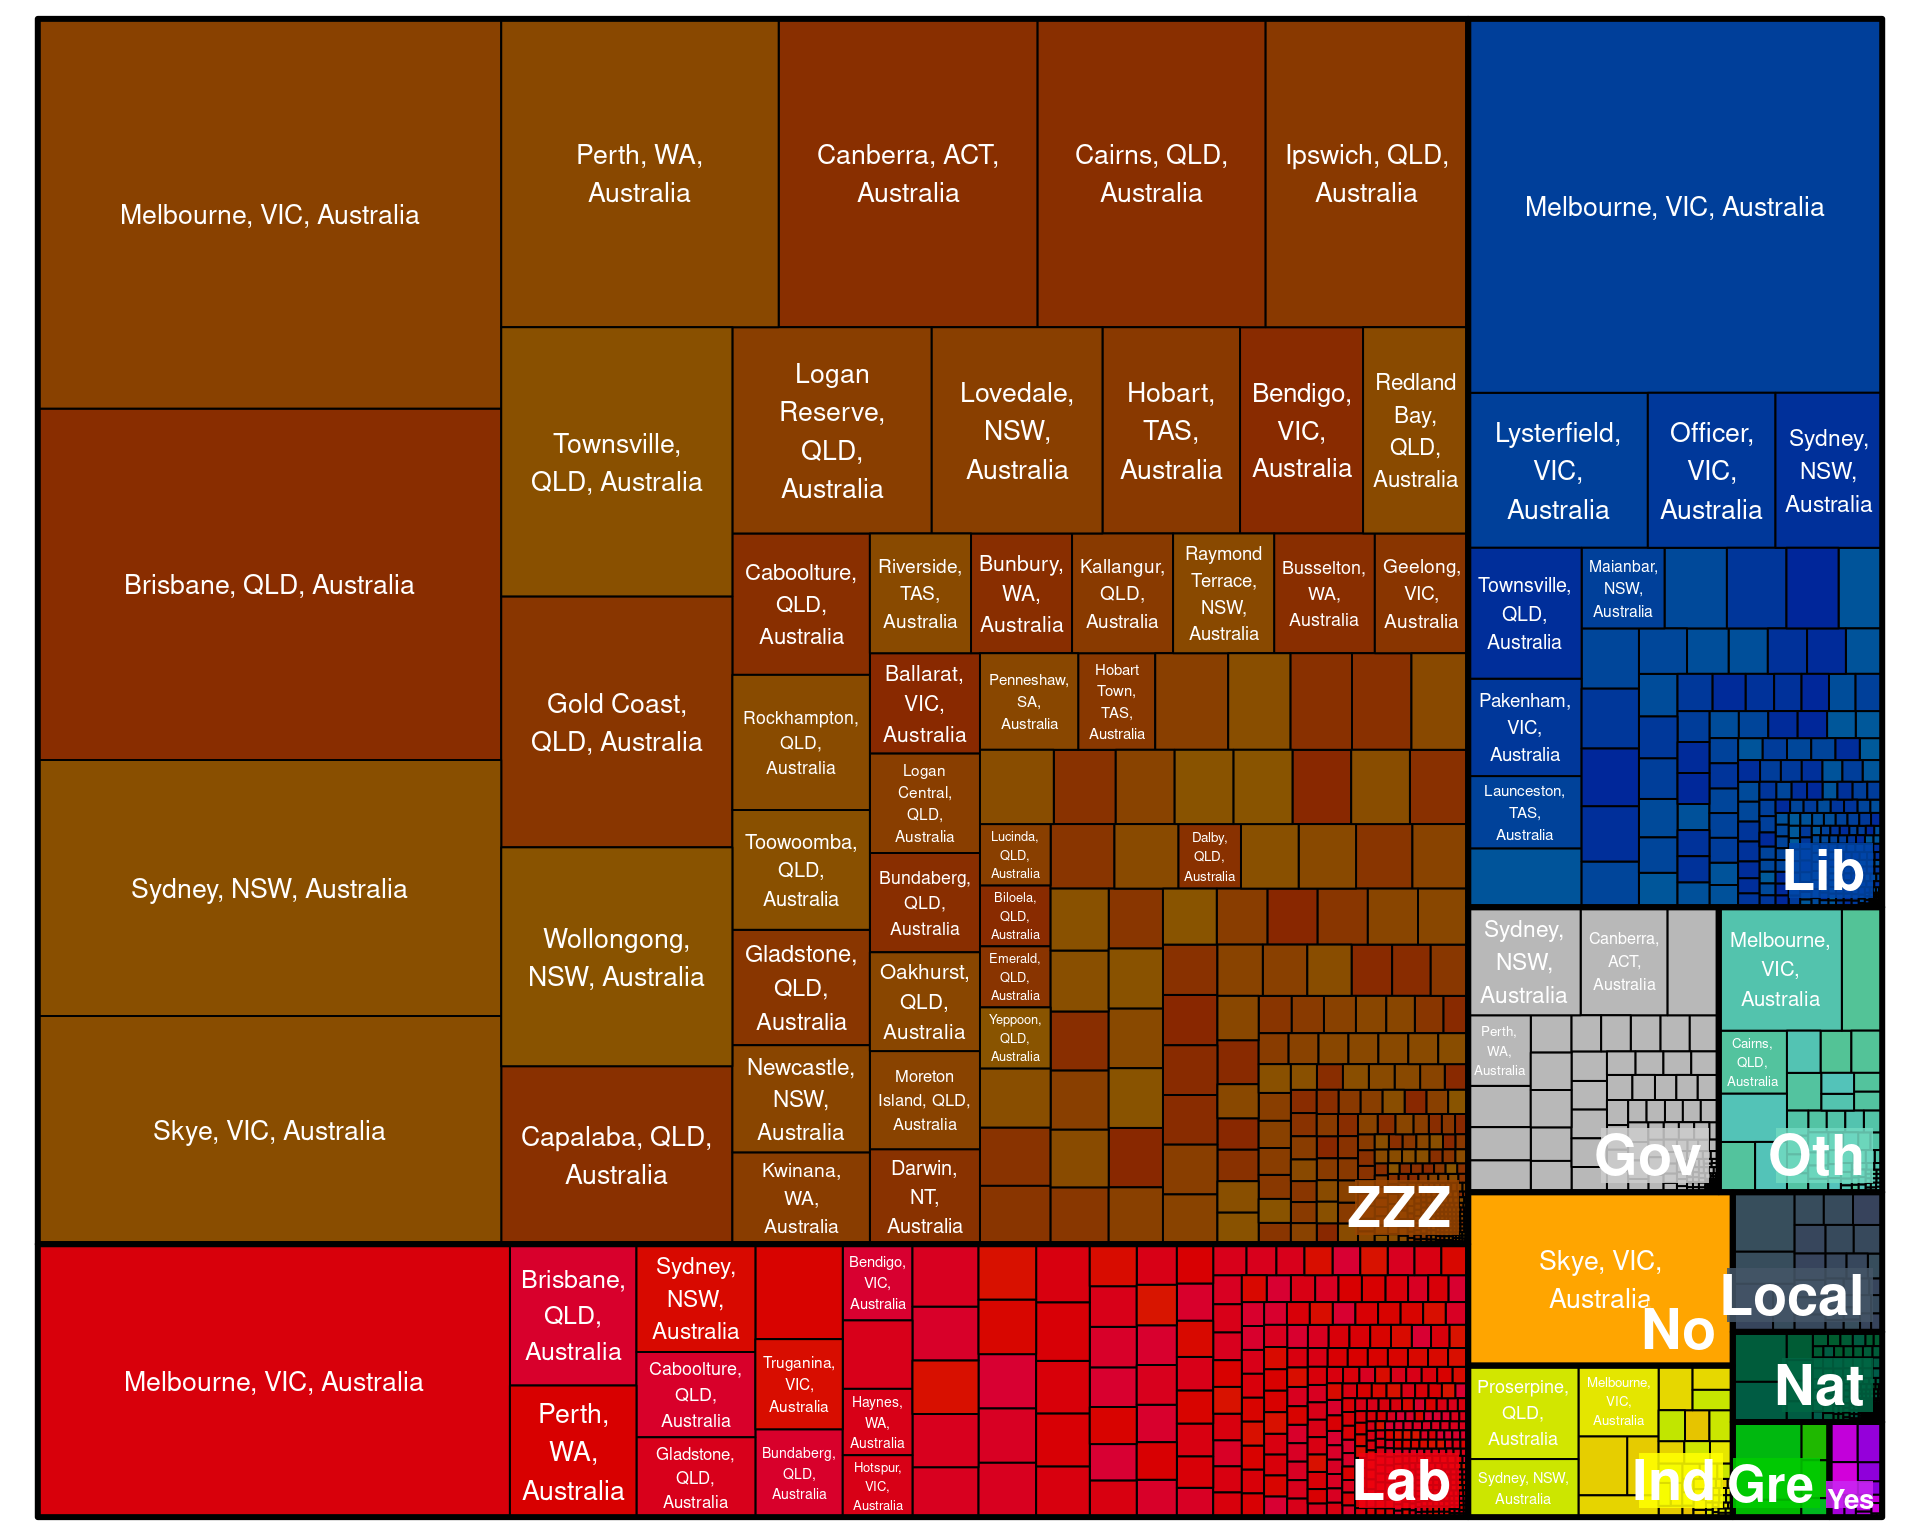 Melbourne, VIC, Australia
Brisbane, QLD, Australia
Sydney, NSW, Australia
Skye, VIC, Australia
Perth, WA,
Australia
Canberra, ACT,
Australia
Cairns, QLD,
Australia
Ipswich, QLD,
Australia
Townsville,
QLD, Australia
Gold Coast,
QLD, Australia
Wollongong,
NSW, Australia
Capalaba, QLD,
Australia
Logan
Reserve,
QLD,
Australia
Lovedale,
NSW,
Australia
Hobart,
TAS,
Australia
Bendigo,
VIC,
Australia
Redland
Bay,
QLD,
Australia
Caboolture,
QLD,
Australia
Rockhampton,
QLD,
Australia
Toowoomba,
QLD,
Australia
Gladstone,
QLD,
Australia
Newcastle,
NSW,
Australia
Kwinana,
WA,
Australia
Riverside,
TAS,
Australia
Bunbury,
WA,
Australia
Kallangur,
QLD,
Australia
Raymond
Terrace,
NSW,
Australia
Busselton,
WA,
Australia
Geelong,
VIC,
Australia
Ballarat,
VIC,
Australia
Logan
Central,
QLD,
Australia
Bundaberg,
QLD,
Australia
Oakhurst,
QLD,
Australia
Moreton
Island, QLD,
Australia
Darwin,
NT,
Australia
Penneshaw,
SA,
Australia
Hobart
Town,
TAS,
Australia
Lucinda,
QLD,
Australia
Biloela,
QLD,
Australia
Emerald,
QLD,
Australia
Yeppoon,
QLD,
Australia
Dalby,
QLD,
Australia
ZZZ
Melbourne, VIC, Australia
Brisbane,
QLD,
Australia
Perth,
WA,
Australia
Sydney,
NSW,
Australia
Caboolture,
QLD,
Australia
Gladstone,
QLD,
Australia
Truganina,
VIC,
Australia
Bundaberg,
QLD,
Australia
Bendigo,
VIC,
Australia
Haynes,
WA,
Australia
Hotspur,
VIC,
Australia
Lab
Melbourne, VIC, Australia
Lysterfield,
VIC,
Australia
Officer,
VIC,
Australia
Sydney,
NSW,
Australia
Townsville,
QLD,
Australia
Pakenham,
VIC,
Australia
Launceston,
TAS,
Australia
Maianbar,
NSW,
Australia
Lib
Sydney,
NSW,
Australia
Canberra,
ACT,
Australia
Perth,
WA,
Australia
Gov
Melbourne,
VIC,
Australia
Cairns,
QLD,
Australia
Oth
Skye, VIC,
Australia
No
Local
Nat
Proserpine,
QLD,
Australia
Sydney, NSW,
Australia
Melbourne,
VIC,
Australia
Ind
Gre
Yes